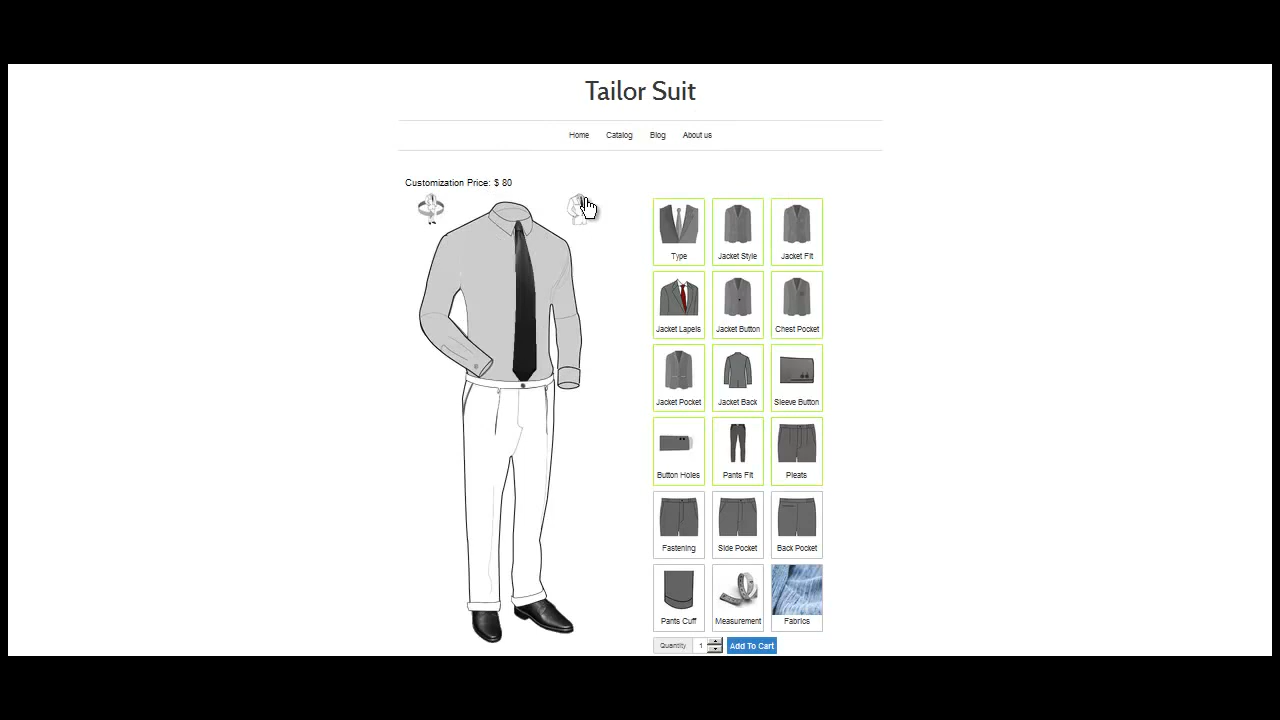 Tailor Suit
Home Catalog Blog About us
Customization Price: $ 80
Type Jacket Style Jacket Fit
Jacket Lapels Jacket Button Chest Pocket
Jacket Pocket Jacket Back Sleeve Button
Button Holes Pants Fit Pleats
Fastening Side Pocket Back Pocket
Pants Cuff Measurement Fabrics
Quantity 1 Add To Cart